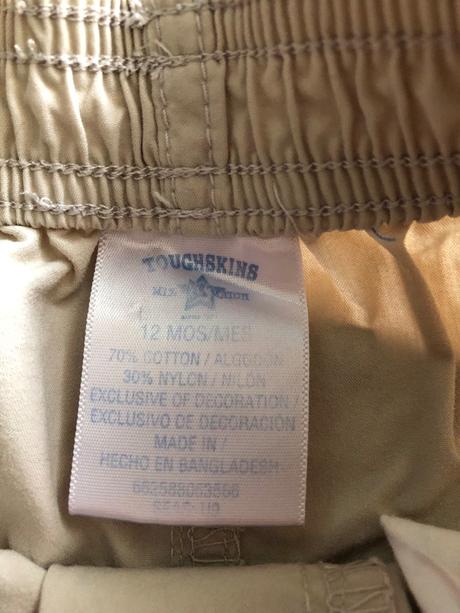 TOUGHSKINS
12 MOS/MES
70% COTTON / ALGODÓN
30% NYLON / NILÓN
EXCLUSIVE OF DECORATION /
EXCLUSIVO DE DECORACIÓN
MADE IN /
HECHO EN BANGLADESH